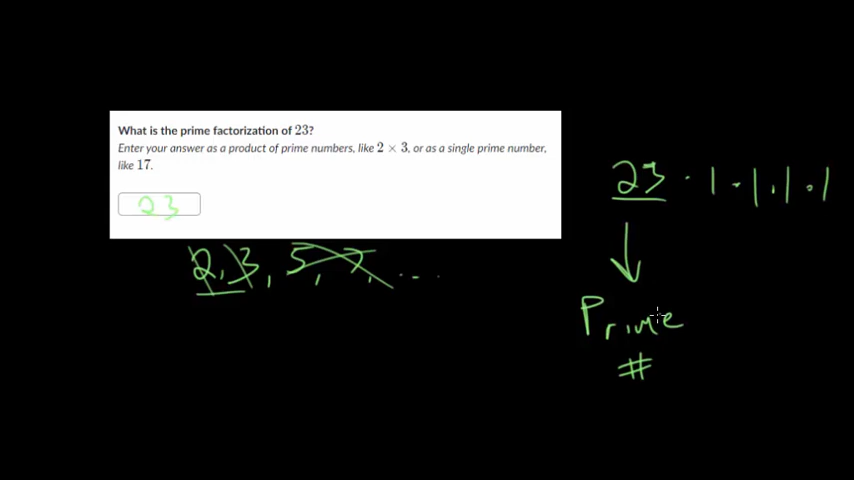 What is the prime factorization of 23?
Enter your answer as a product of prime numbers, like 2 × 3, or as a single prime number,
like 17.
23
2, 3, 5, 7, ...
23 · 1 · 1 · 1 · 1
Prime
#